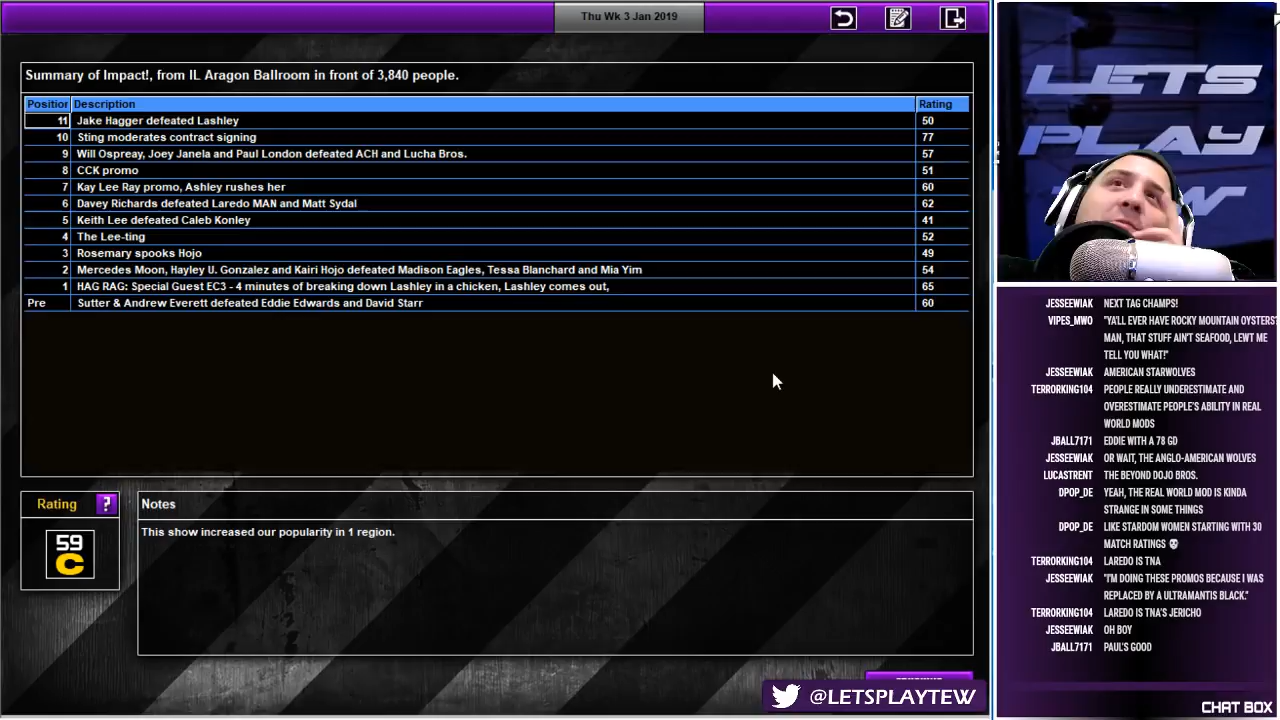 Thu Wk 3 Jan 2019
Summary of Impact!, from IL Aragon Ballroom in front of 3,840 people.
Position Description Rating
11 Jake Hagger defeated Lashley 50
10 Sting moderates contract signing 77
9 Will Ospreay, Joey Janela and Paul London defeated ACH and Lucha Bros. 57
8 CCK promo 51
7 Kay Lee Ray promo, Ashley rushes her 60
6 Davey Richards defeated Laredo MAN and Matt Sydal 62
5 Keith Lee defeated Caleb Konley 41
4 The Lee-ting 52
3 Rosemary spooks Hojo 49
2 Mercedes Moon, Hayley U. Gonzalez and Kairi Hojo defeated Madison Eagles, Tessa Blanchard and Mia Yim 54
1 HAG RAG: Special Guest EC3 - 4 minutes of breaking down Lashley in a chicken, Lashley comes out, 65
Pre Sutter & Andrew Everett defeated Eddie Edwards and David Starr 60
Rating ?
59
C
Notes
This show increased our popularity in 1 region.
@LETSPLAYTEW
LETS
PLAY
JESSEEWIAK NEXT TAG CHAMPS!
VIPES_MWO "YA'LL EVER HAVE ROCKY MOUNTAIN OYSTERS?
MAN, THAT STUFF AIN'T SEAFOOD, LEWT ME
TELL YOU WHAT!"
JESSEEWIAK AMERICAN STARWOLVES
TERRORKING104 PEOPLE REALLY UNDERESTIMATE AND
OVERESTIMATE PEOPLE'S ABILITY IN REAL
WORLD MODS
JBALL7171 EDDIE WITH A 78 GD
JESSEEWIAK OR WAIT, THE ANGLO-AMERICAN WOLVES
LUCASTRENT THE BEYOND DOJO BROS.
DPOP_DE YEAH, THE REAL WORLD MOD IS KINDA
STRANGE IN SOME THINGS
DPOP_DE LIKE STARDOM WOMEN STARTING WITH 30
MATCH RATINGS 💀
TERRORKING104 LAREDO IS TNA
JESSEEWIAK "I'M DOING THESE PROMOS BECAUSE I WAS
REPLACED BY A ULTRAMANTIS BLACK."
TERRORKING104 LAREDO IS TNA'S JERICHO
JESSEEWIAK OH BOY
JBALL7171 PAUL'S GOOD
CHAT BOX